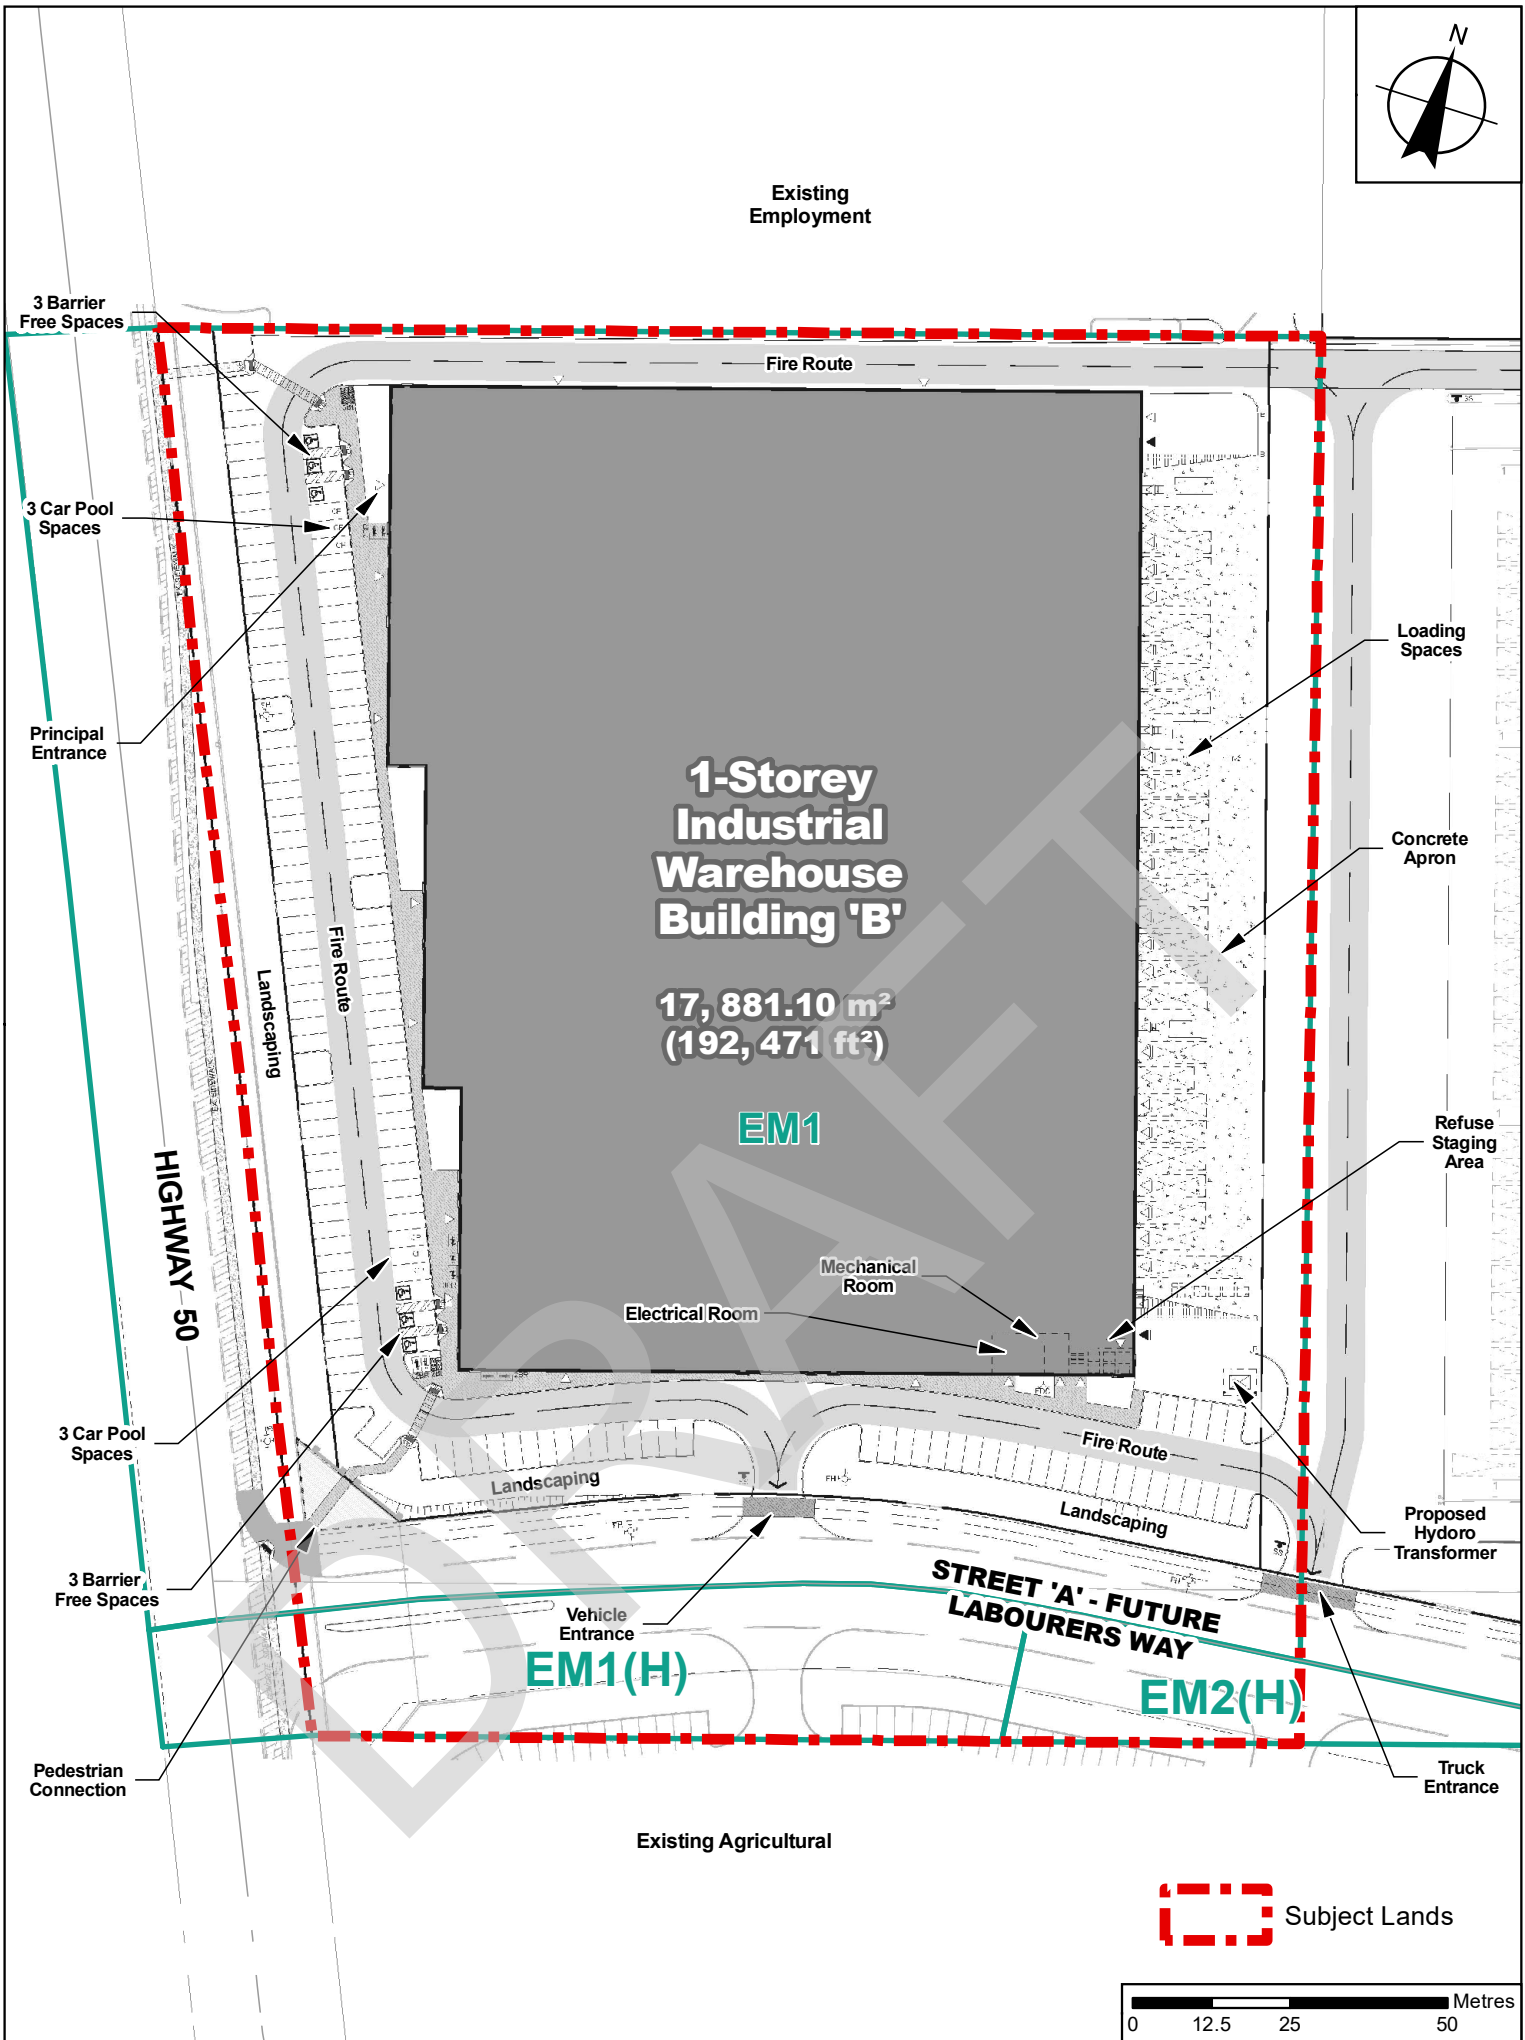 N
Existing
Employment
3 Barrier
Free Spaces
Fire Route
3 Car Pool
Spaces
Loading
Spaces
Principal
Entrance
1-Storey
Industrial
Warehouse
Building 'B'
Concrete
Apron
Fire Route
Landscaping
17, 881.10 m²
(192, 471 ft²)
EM1
Refuse
Staging
Area
HIGHWAY 50
Mechanical
Room
Electrical Room
3 Car Pool
Spaces
Fire Route
Landscaping
Landscaping
Proposed
Hydoro
Transformer
3 Barrier
Free Spaces
STREET 'A' - FUTURE
LABOURERS WAY
Vehicle
Entrance
EM1(H)
EM2(H)
Pedestrian
Connection
Truck
Entrance
Existing Agricultural
DRAFT
Subject Lands
Metres
0 12.5 25 50